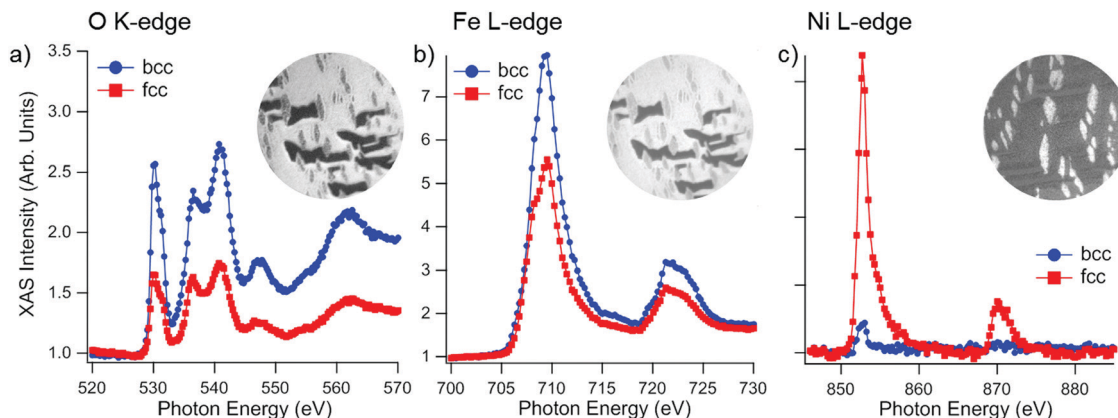 O K-edge
Fe L-edge
Ni L-edge
a)
bcc
fcc
3.5
3.0
2.5
2.0
1.5
1.0
XAS Intensity (Arb. Units)
520 530 540 550 560 570
Photon Energy (eV)
b)
bcc
fcc
7
6
5
4
3
2
1
700 705 710 715 720 725 730
Photon Energy (eV)
c)
bcc
fcc
850 860 870 880
Photon Energy (eV)